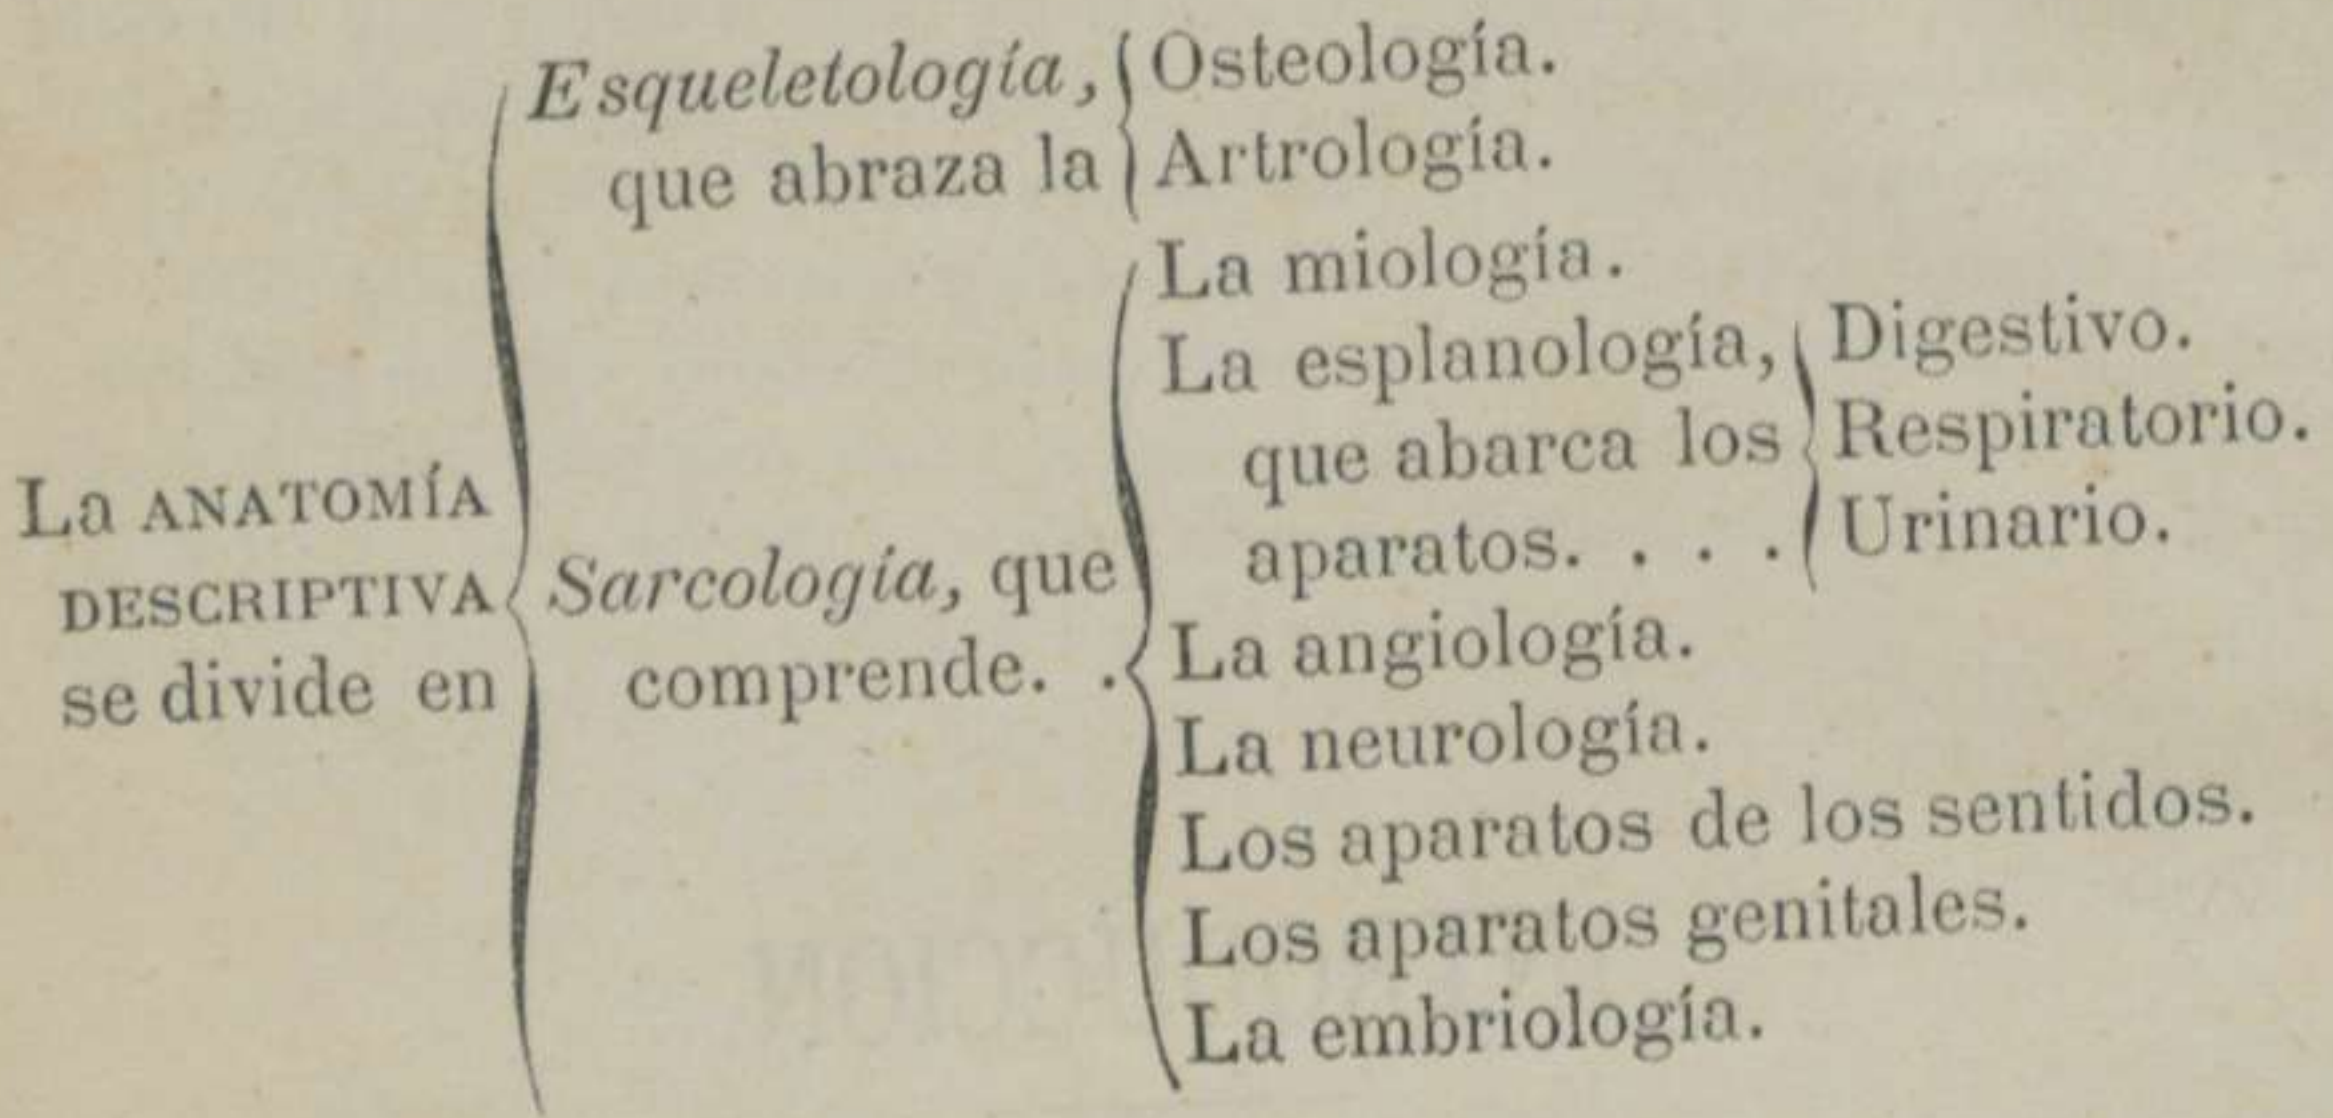 Esqueletología,
que abraza la
Osteología.
Artrología.
La ANATOMÍA
DESCRIPTIVA
se divide en
Sarcología, que
comprende. .
La miología.
La esplanología,
que abarca los
aparatos. . . .
Digestivo.
Respiratorio.
Urinario.
La angiología.
La neurología.
Los aparatos de los sentidos.
Los aparatos genitales.
La embriología.